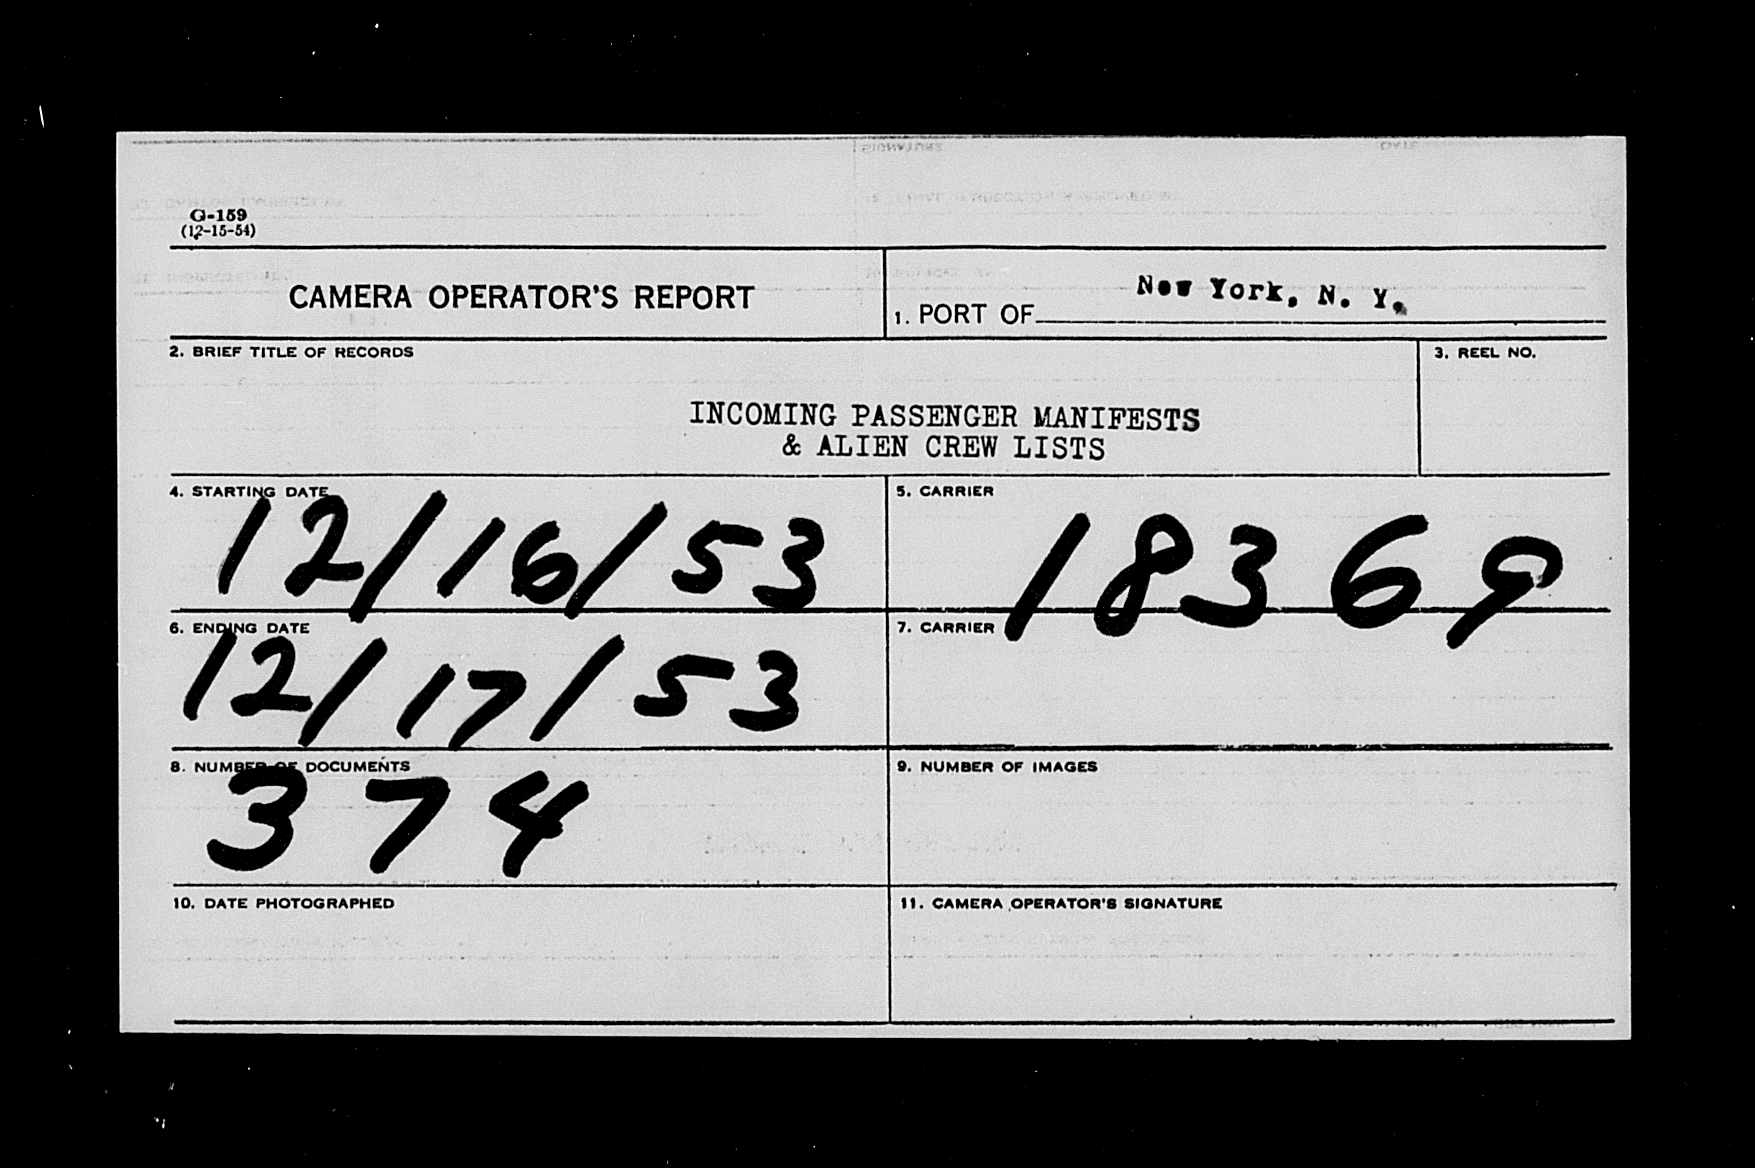 G-159
(12-15-54)
CAMERA OPERATOR'S REPORT
1. PORT OF New York, N. Y.
2. BRIEF TITLE OF RECORDS
3. REEL NO.
INCOMING PASSENGER MANIFESTS
& ALIEN CREW LISTS
4. STARTING DATE
12/16/53
5. CARRIER
18369
6. ENDING DATE
12/17/53
7. CARRIER
8. NUMBER OF DOCUMENTS
374
9. NUMBER OF IMAGES
10. DATE PHOTOGRAPHED
11. CAMERA OPERATOR'S SIGNATURE